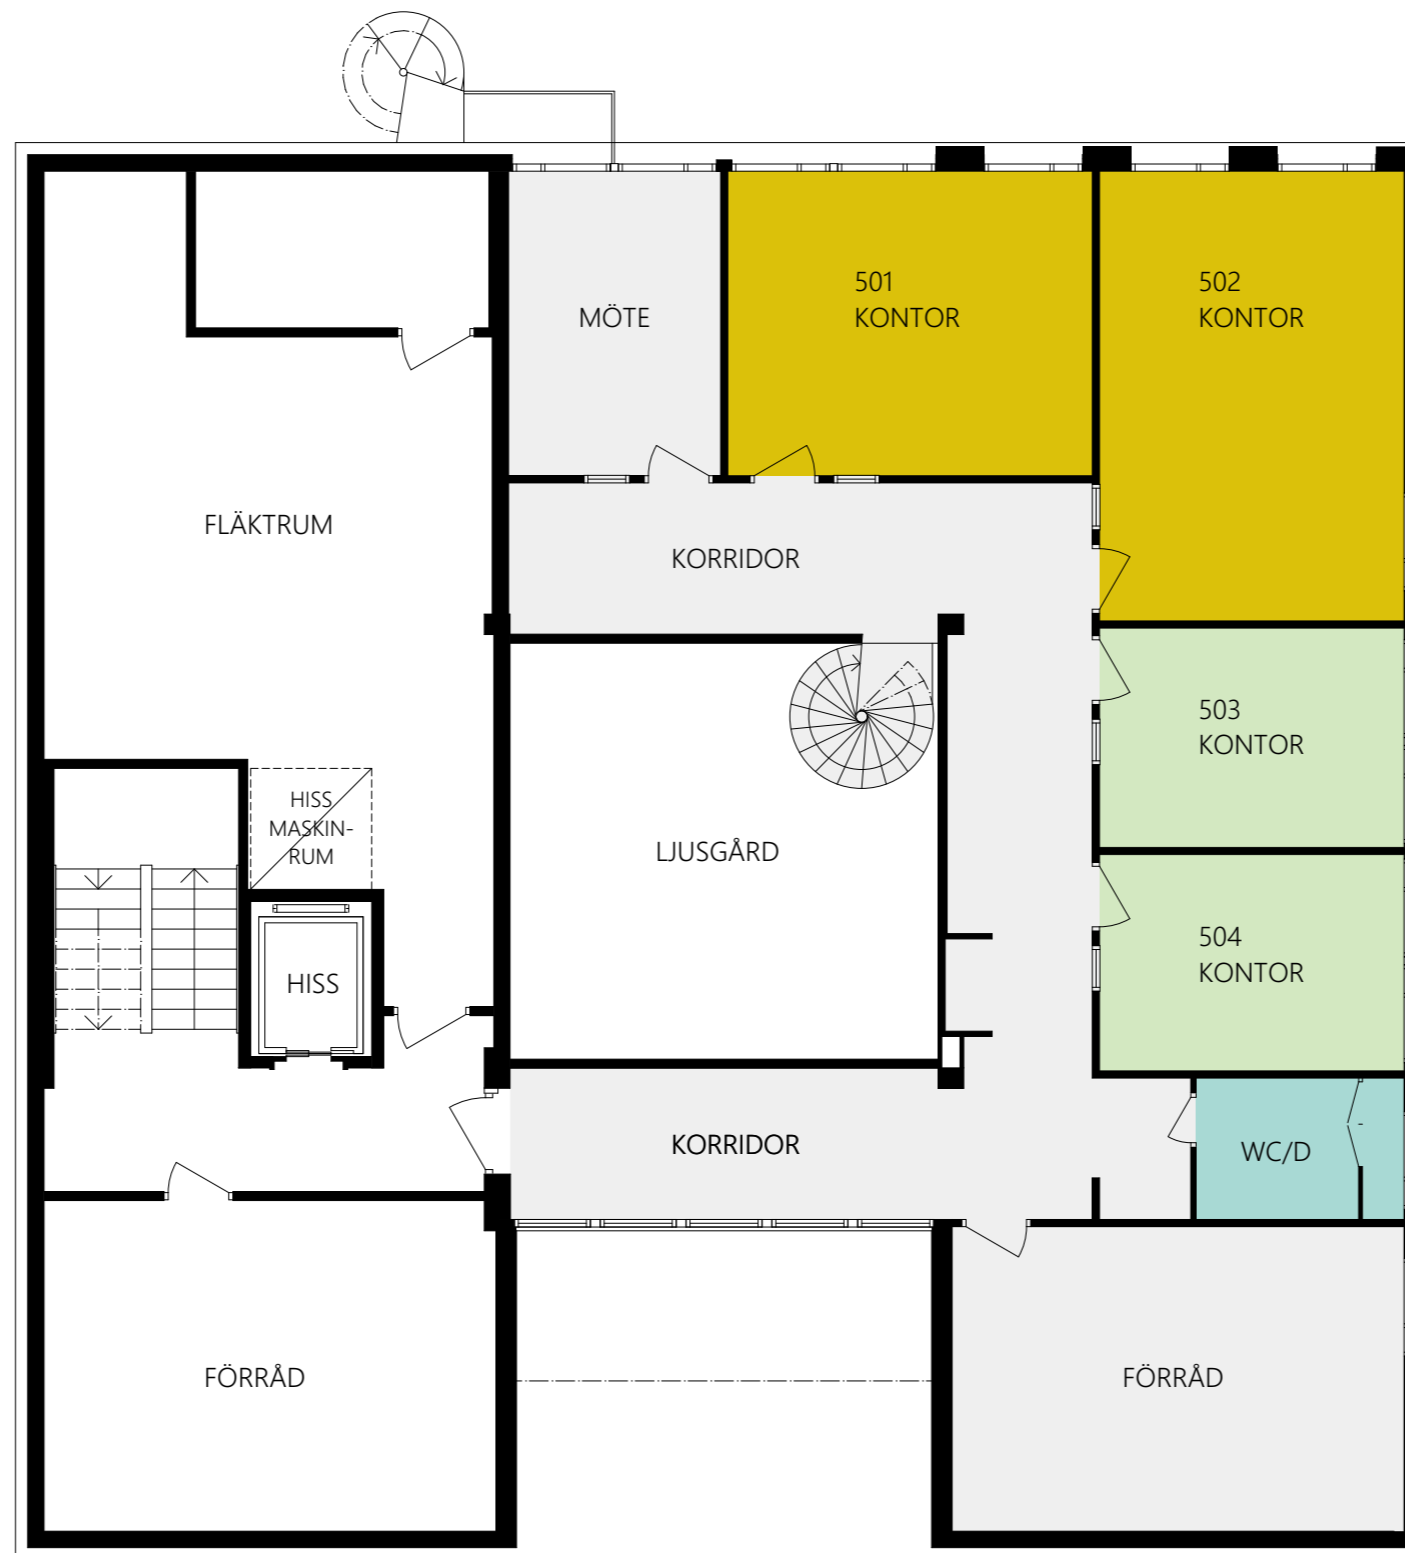 501
KONTOR
502
KONTOR
MÖTE
FLÄKTRUM
KORRIDOR
503
KONTOR
HISS
MASKIN-
RUM
LJUSGÅRD
504
KONTOR
HISS
KORRIDOR
WC/D
FÖRRÅD
FÖRRÅD